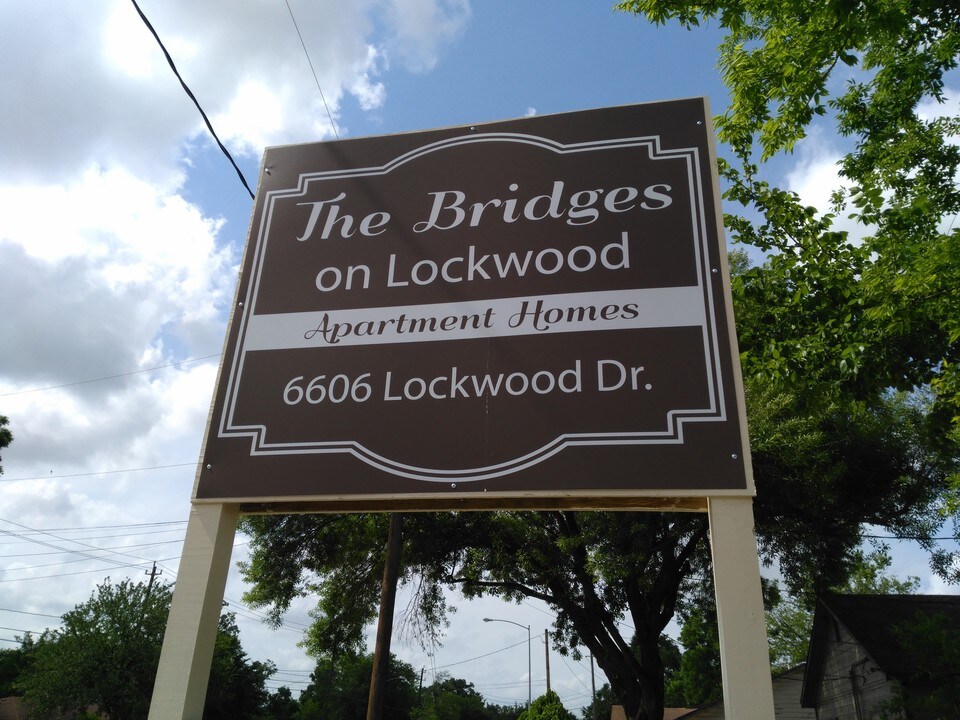 The Bridges
on Lockwood
Apartment Homes
6606 Lockwood Dr.